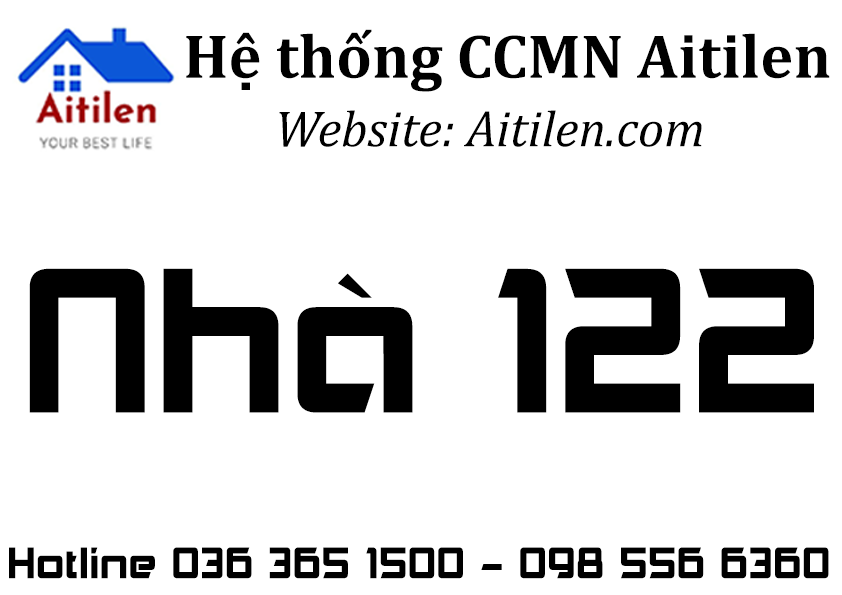 Aitilen
YOUR BEST LIFE
Hệ thống CCMN Aitilen
Website: Aitilen.com
Nhà 122
Hotline 036 365 1500 - 098 556 6360